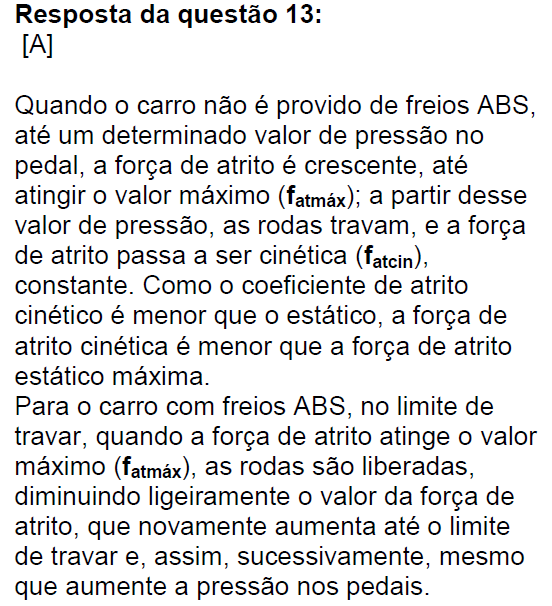 Resposta da questão 13:
[A]
Quando o carro não é provido de freios ABS,
até um determinado valor de pressão no
pedal, a força de atrito é crescente, até
atingir o valor máximo (fatmáx); a partir desse
valor de pressão, as rodas travam, e a força
de atrito passa a ser cinética (fatcin),
constante. Como o coeficiente de atrito
cinético é menor que o estático, a força de
atrito cinética é menor que a força de atrito
estático máxima.
Para o carro com freios ABS, no limite de
travar, quando a força de atrito atinge o valor
máximo (fatmáx), as rodas são liberadas,
diminuindo ligeiramente o valor da força de
atrito, que novamente aumenta até o limite
de travar e, assim, sucessivamente, mesmo
que aumente a pressão nos pedais.